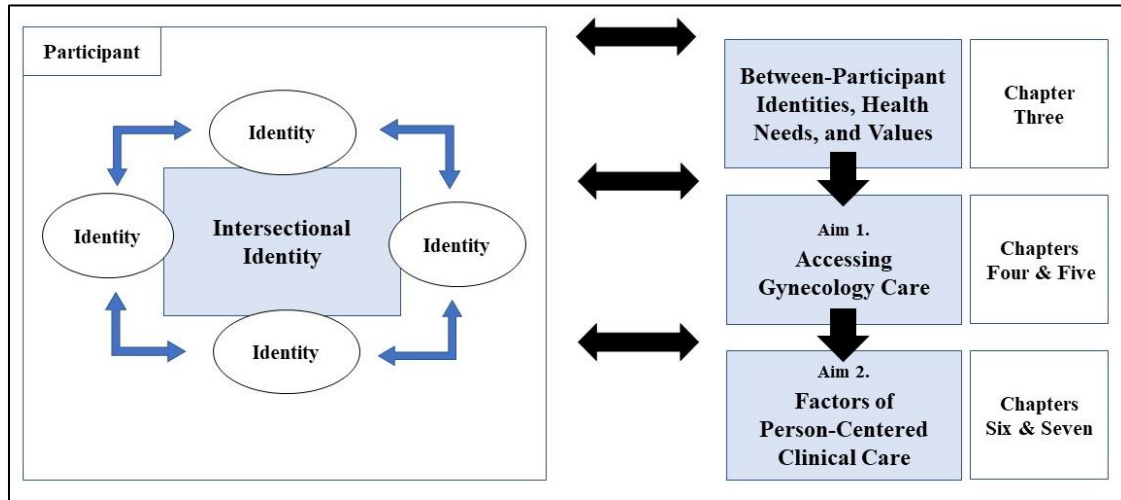 Participant
Identity
Identity
Intersectional
Identity
Identity
Identity
Between-Participant
Identities, Health
Needs, and Values
Chapter
Three
Aim 1.
Accessing
Gynecology Care
Chapters
Four & Five
Aim 2.
Factors of
Person-Centered
Clinical Care
Chapters
Six & Seven